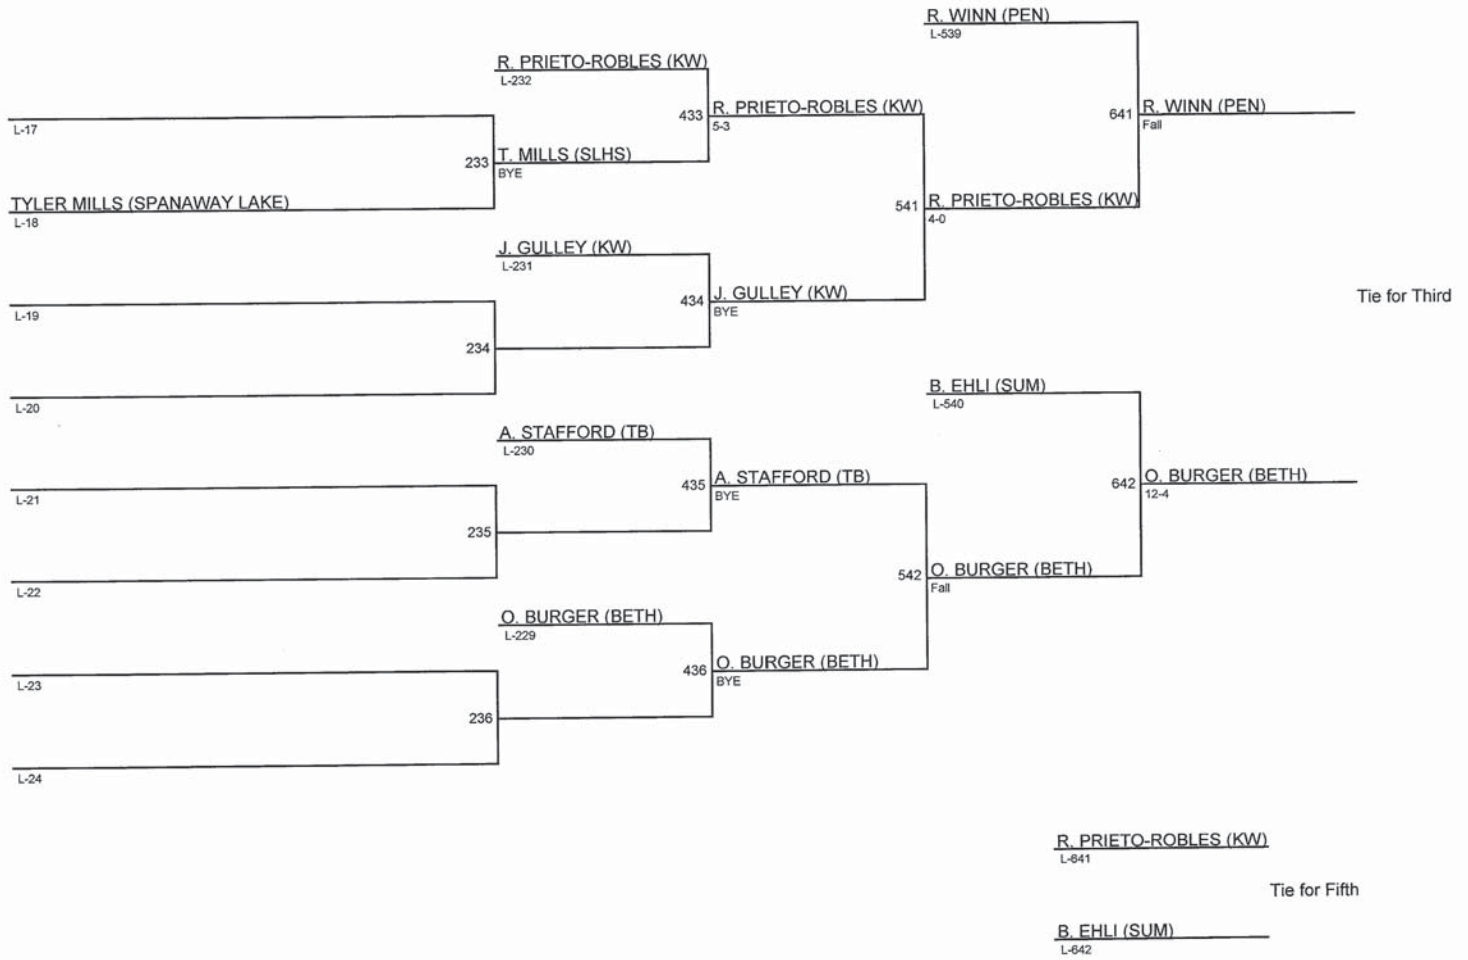 R. WINN (PEN)
L-539
R. PRIETO-ROBLES (KW)
L-232
433
R. PRIETO-ROBLES (KW)
5-3
641
R. WINN (PEN)
Fall
L-17
233
T. MILLS (SLHS)
BYE
TYLER MILLS (SPANAWAY LAKE)
L-18
541
R. PRIETO-ROBLES (KW)
4-0
J. GULLEY (KW)
L-231
434
J. GULLEY (KW)
BYE
Tie for Third
L-19
234
L-20
B. EHLI (SUM)
L-540
A. STAFFORD (TB)
L-230
435
A. STAFFORD (TB)
BYE
642
O. BURGER (BETH)
12-4
L-21
235
L-22
542
O. BURGER (BETH)
Fall
O. BURGER (BETH)
L-229
436
O. BURGER (BETH)
BYE
L-23
236
L-24
R. PRIETO-ROBLES (KW)
L-641
Tie for Fifth
B. EHLI (SUM)
L-642